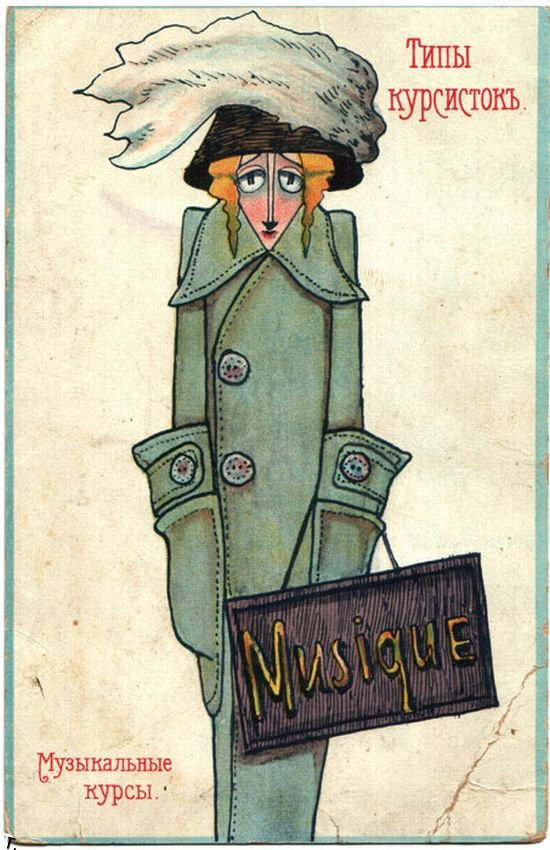 Типы
курсистокъ.
Musique
Музыкальные
курсы.
г.